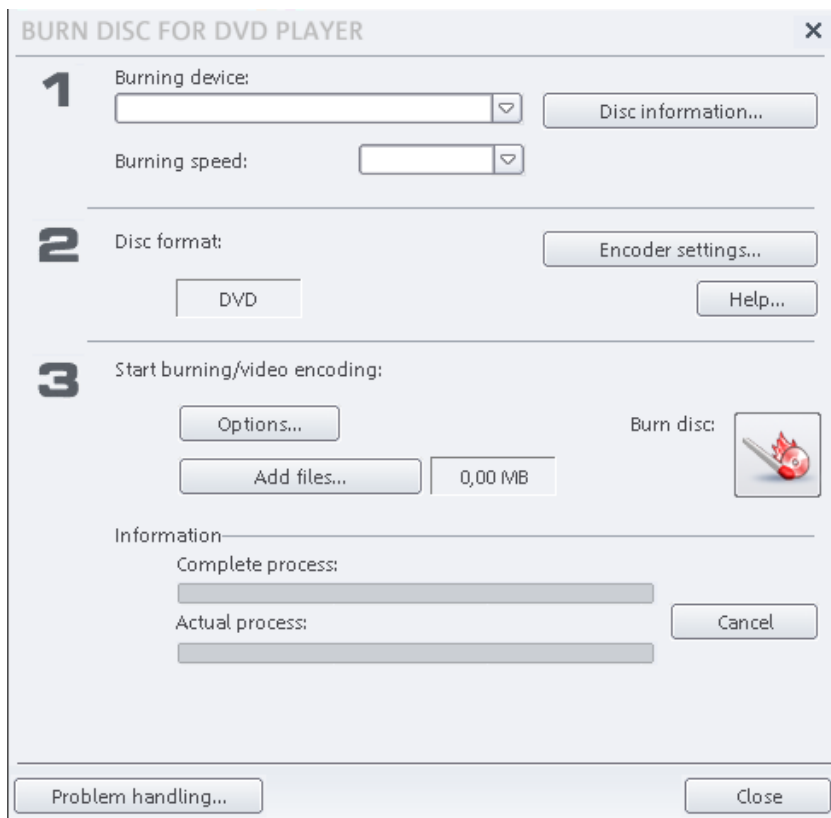 BURN DISC FOR DVD PLAYER
1
Burning device:
Disc information...
Burning speed:
2
Disc format:
Encoder settings...
DVD
Help...
3
Start burning/video encoding:
Options...
Burn disc:
Add files...
0,00 MB
Information
Complete process:
Actual process:
Cancel
Problem handling...
Close